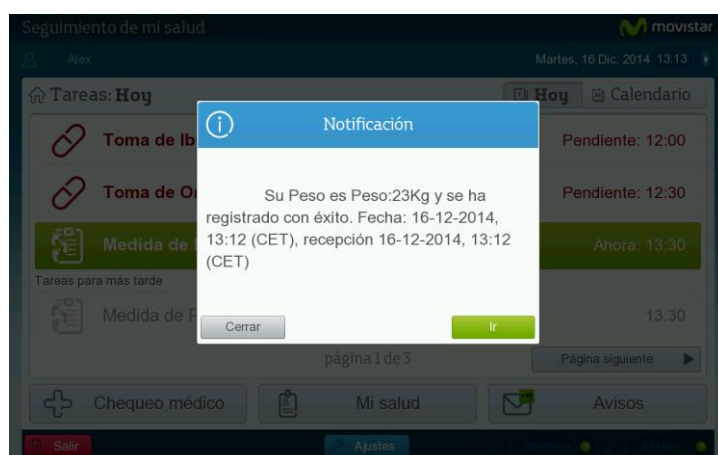 Seguimiento de mi salud
movistar
Alex
Martes, 16 Dic. 2014 13:13
Tareas: Hoy
Hoy
Calendario
Notificación
Toma de Ib
Pendiente: 12:00
Toma de O
Pendiente: 12:30
Su Peso es Peso:23Kg y se ha
registrado con éxito. Fecha: 16-12-2014,
13:12 (CET), recepción 16-12-2014, 13:12
(CET)
Medida de
Ahora: 13:30
Tareas para más tarde
Medida de
13:30
Cerrar
Ir
página 1 de 3
Página siguiente
Chequeo médico
Mi salud
Avisos
Salir
Ajustes